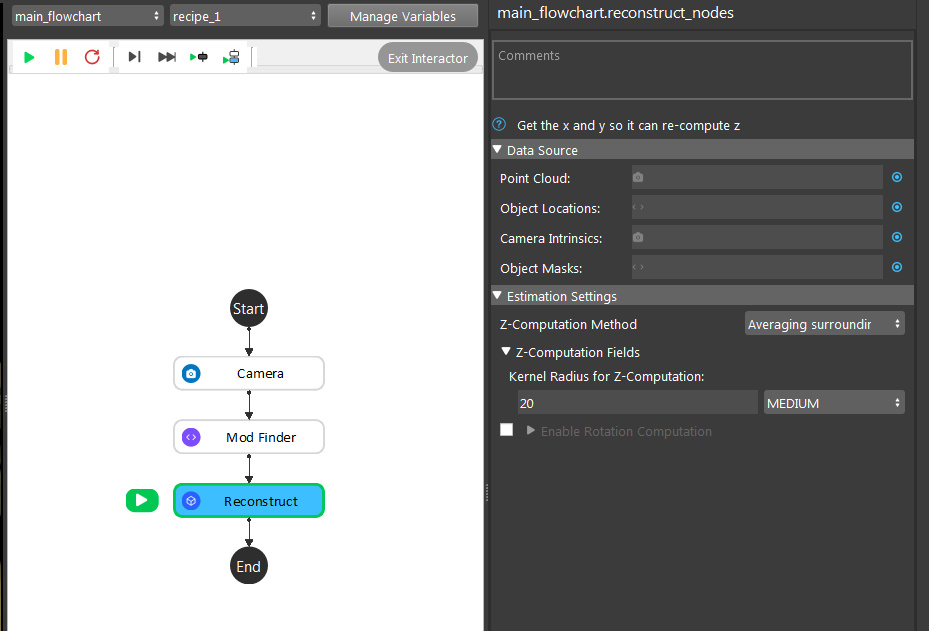 main_flowchart
recipe_1
Manage Variables
Exit Interactor
Start
Camera
Mod Finder
Reconstruct
End
main_flowchart.reconstruct_nodes
Comments
? Get the x and y so it can re-compute z
Data Source
Point Cloud:
Object Locations:
Camera Intrinsics:
Object Masks:
Estimation Settings
Z-Computation Method Averaging surroundir
Z-Computation Fields
Kernel Radius for Z-Computation:
20 MEDIUM
Enable Rotation Computation